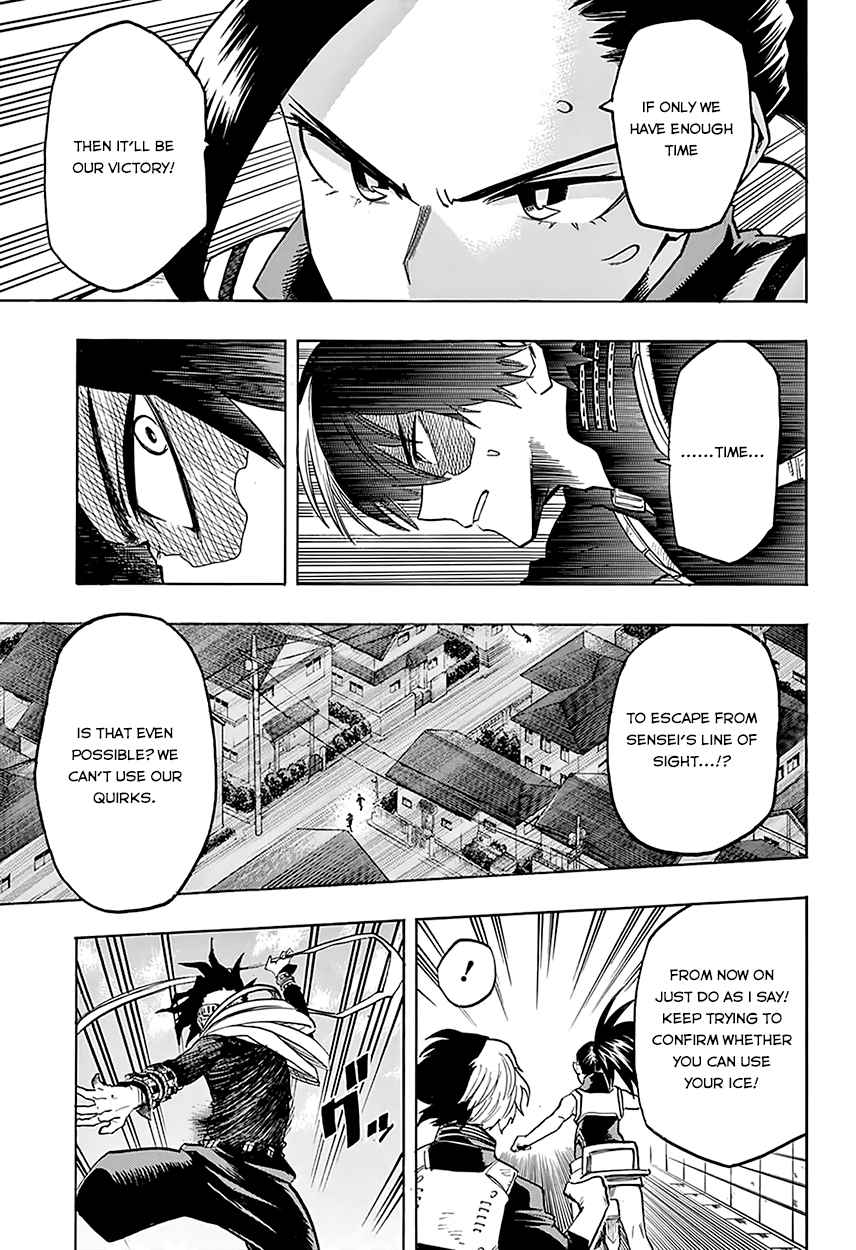 IF ONLY WE
HAVE ENOUGH
TIME
THEN IT'LL BE
OUR VICTORY!
......TIME...
TO ESCAPE FROM
SENSEI'S LINE OF
SIGHT...!?
IS THAT EVEN
POSSIBLE? WE
CAN'T USE OUR
QUIRKS.
FROM NOW ON
JUST DO AS I SAY!
KEEP TRYING TO
CONFIRM WHETHER
YOU CAN USE
YOUR ICE!
!
グッ